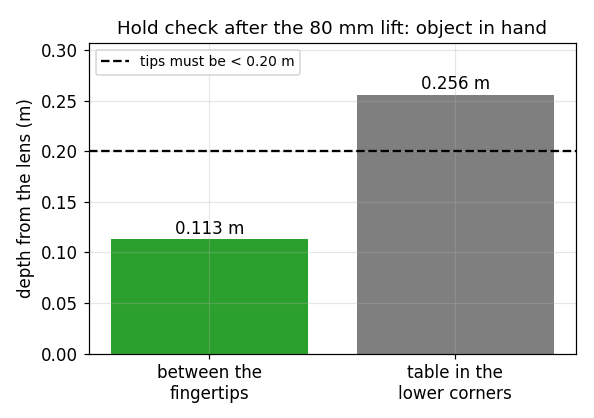 Hold check after the 80 mm lift: object in hand
tips must be < 0.20 m
depth from the lens (m)
0.30
0.25
0.20
0.15
0.10
0.05
0.00
0.113 m
0.256 m
between the
fingertips
table in the
lower corners